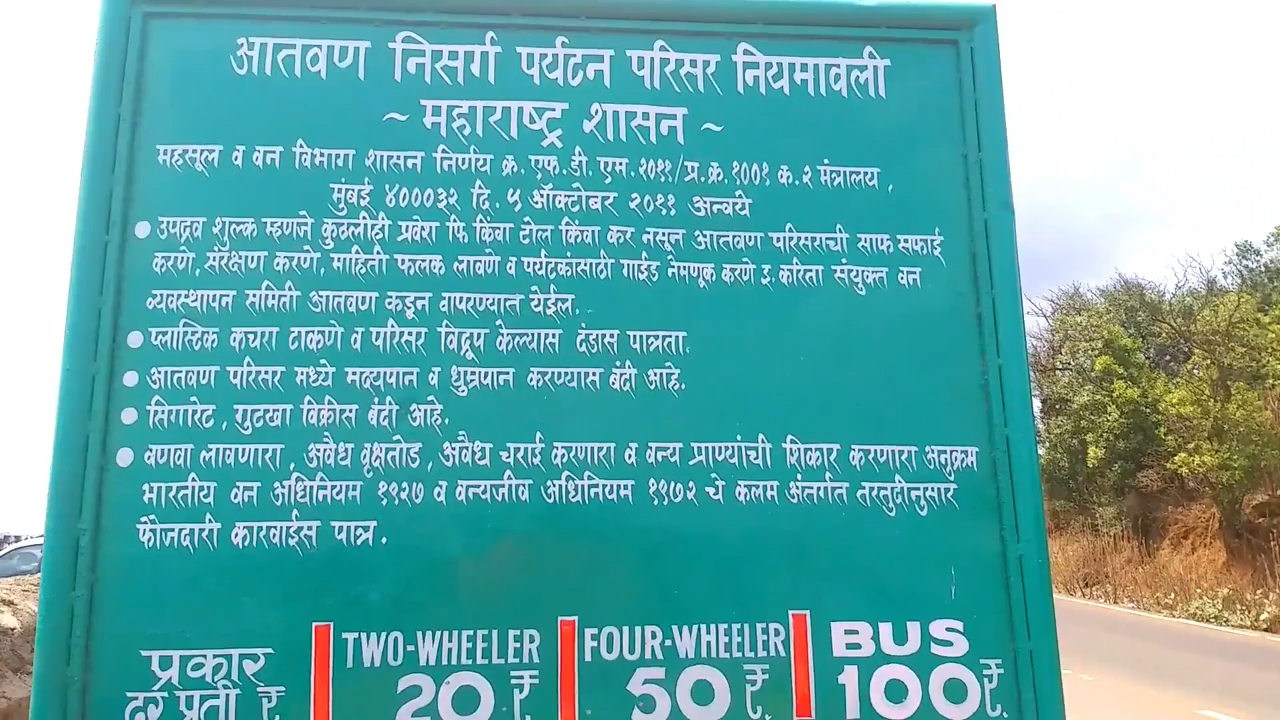 आतवण निसर्ग पर्यटन परिसर नियमावली
~ महाराष्ट्र शासन ~
महसूल व वन विभाग शासन निर्णय क्र. एफ.डी. एम.२०११/प्र.क्र.१००१ क.२ मंत्रालय,
मुंबई ४०००३२ दि. ५ ऑक्टोबर २०११ अन्वये
● उपद्रव शुल्क म्हणजे कुठलीही प्रवेश फि किंवा टोल किंवा कर नसून आतवण परिसराची साफ सफाई
करणे, संरक्षण करणे, माहिती फलक लावणे व पर्यटकांसाठी गाईड नेमणूक करणे इ. करिता संयुक्त वन
व्यवस्थापन समिती आतवण कडून वापरण्यात येईल.
● प्लास्टिक कचरा टाकणे व परिसर विद्रूप केल्यास दंडास पात्रता.
● आतवण परिसर मध्ये मद्यपान व धुम्रपान करण्यास बंदी आहे.
● सिगारेट, गुटखा विक्रीस बंदी आहे.
● वणवा लावणारा, अवैध वृक्षतोड, अवैध चराई करणारा व वन्य प्राण्यांची शिकार करणारा अनुक्रम
भारतीय वन अधिनियम १९२७ व वन्यजीव अधिनियम १९७२ चे कलम अंतर्गत तरतुदीनुसार
फौजदारी कारवाईस पात्र.
प्रकार TWO-WHEELER FOUR-WHEELER BUS
दर प्रती ₹ 20 ₹ 50 ₹. 100 ₹.